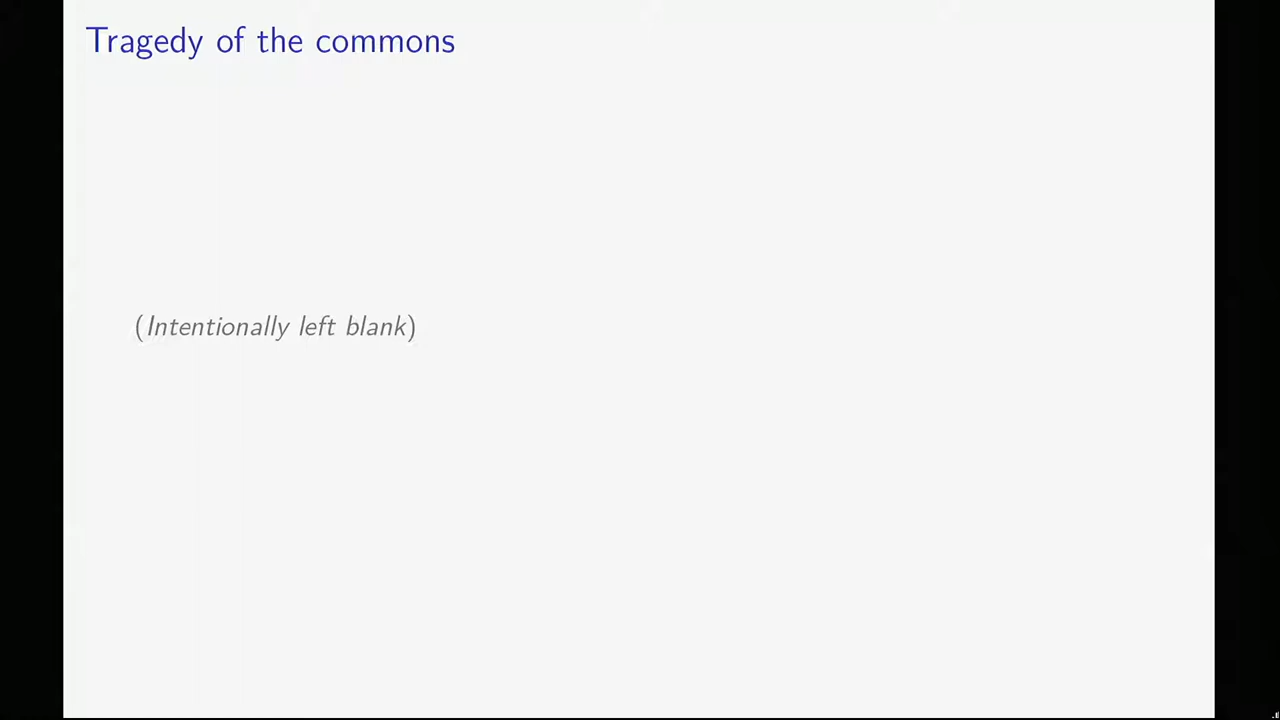 Tragedy of the commons
(Intentionally left blank)